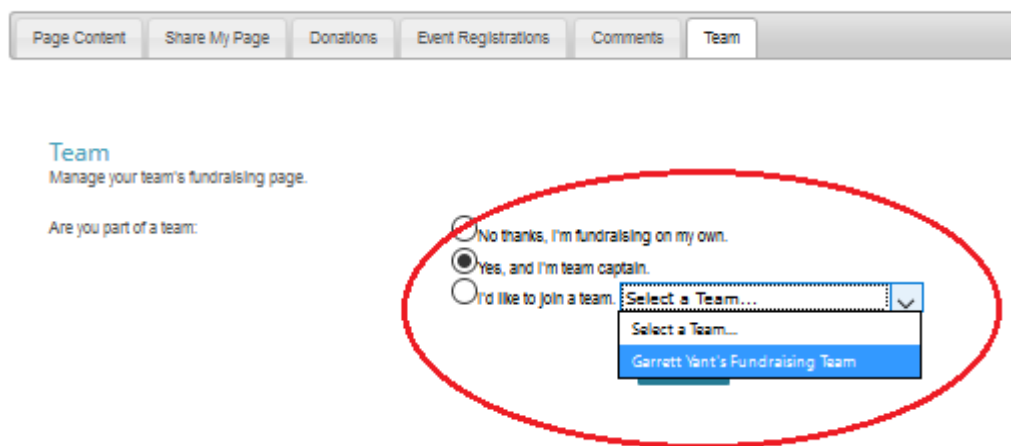 Page Content Share My Page Donations Event Registrations Comments Team
Team
Manage your team's fundraising page.
Are you part of a team:
No thanks, I'm fundraising on my own.
Yes, and I'm team captain.
I'd like to join a team. Select a Team...
Select a Team...
Garrett Yant's Fundraising Team